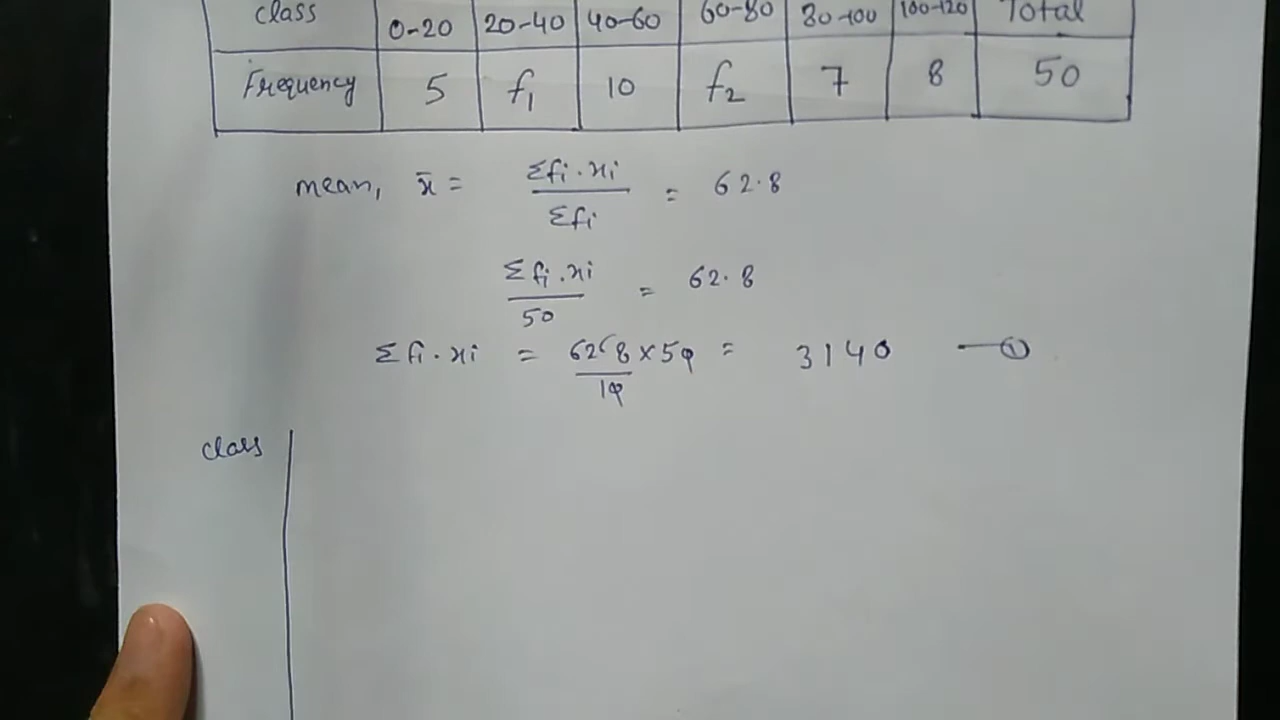 class 0-20 20-40 40-60 60-80 80-100 100-120 Total
Frequency 5 f₁ 10 f₂ 7 8 50
mean, x̄ = Σfi·xi / Σfi = 62.8
Σfi·xi / 50 = 62.8
Σfi·xi = 628/10 × 50 = 3140 —①
class